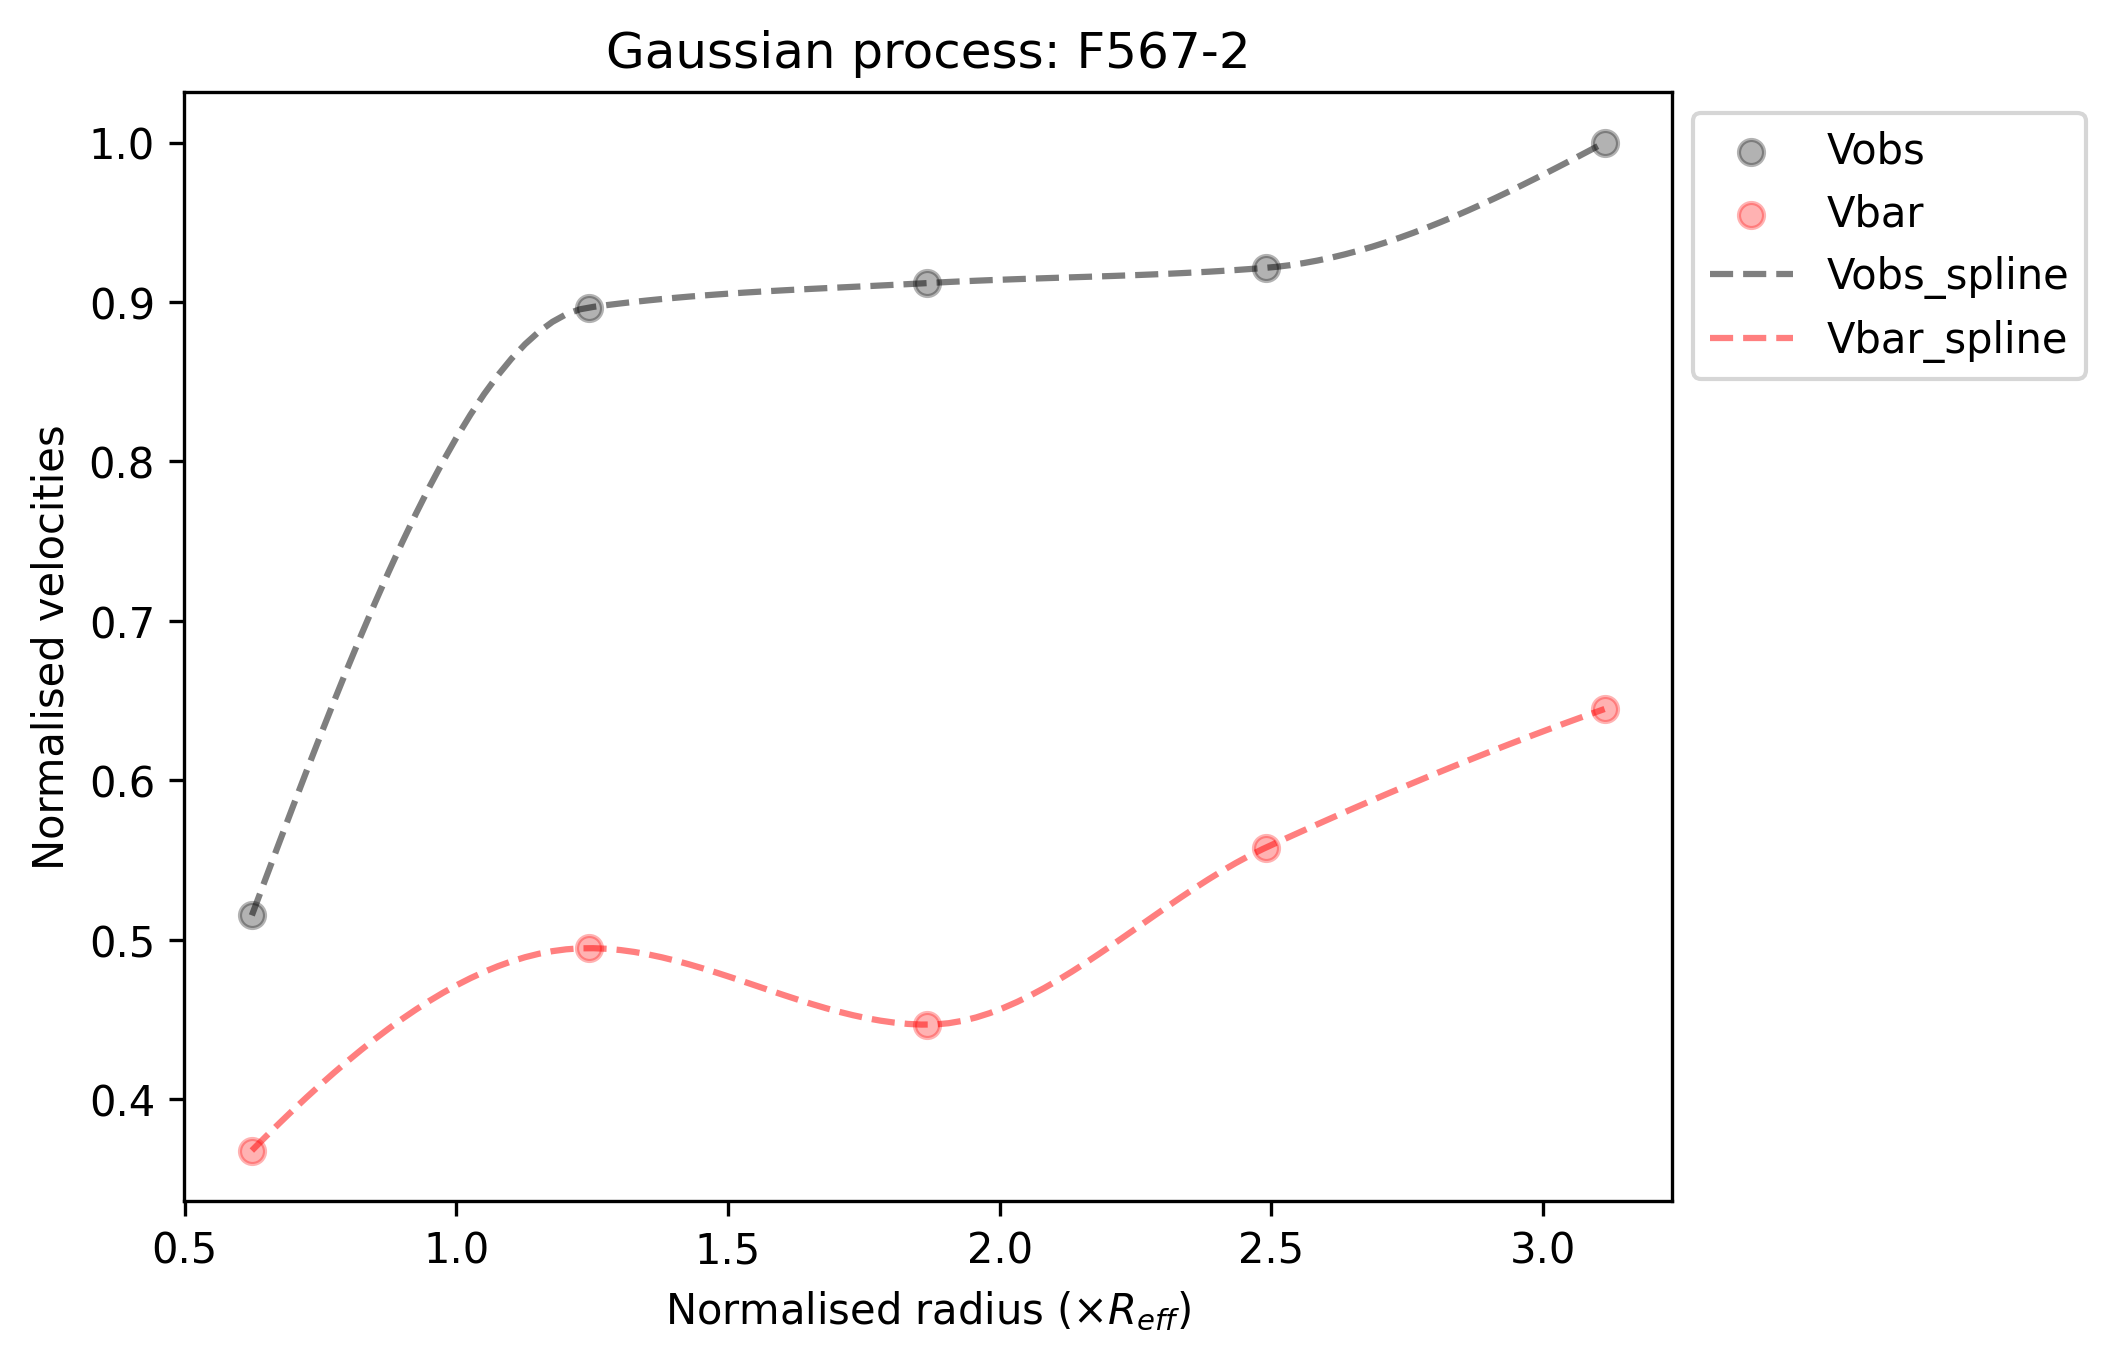 Gaussian process: F567-2
Normalised velocities
1.0
0.9
0.8
0.7
0.6
0.5
0.4
0.5 1.0 1.5 2.0 2.5 3.0
Normalised radius (×R_eff)
Vobs
Vbar
Vobs_spline
Vbar_spline